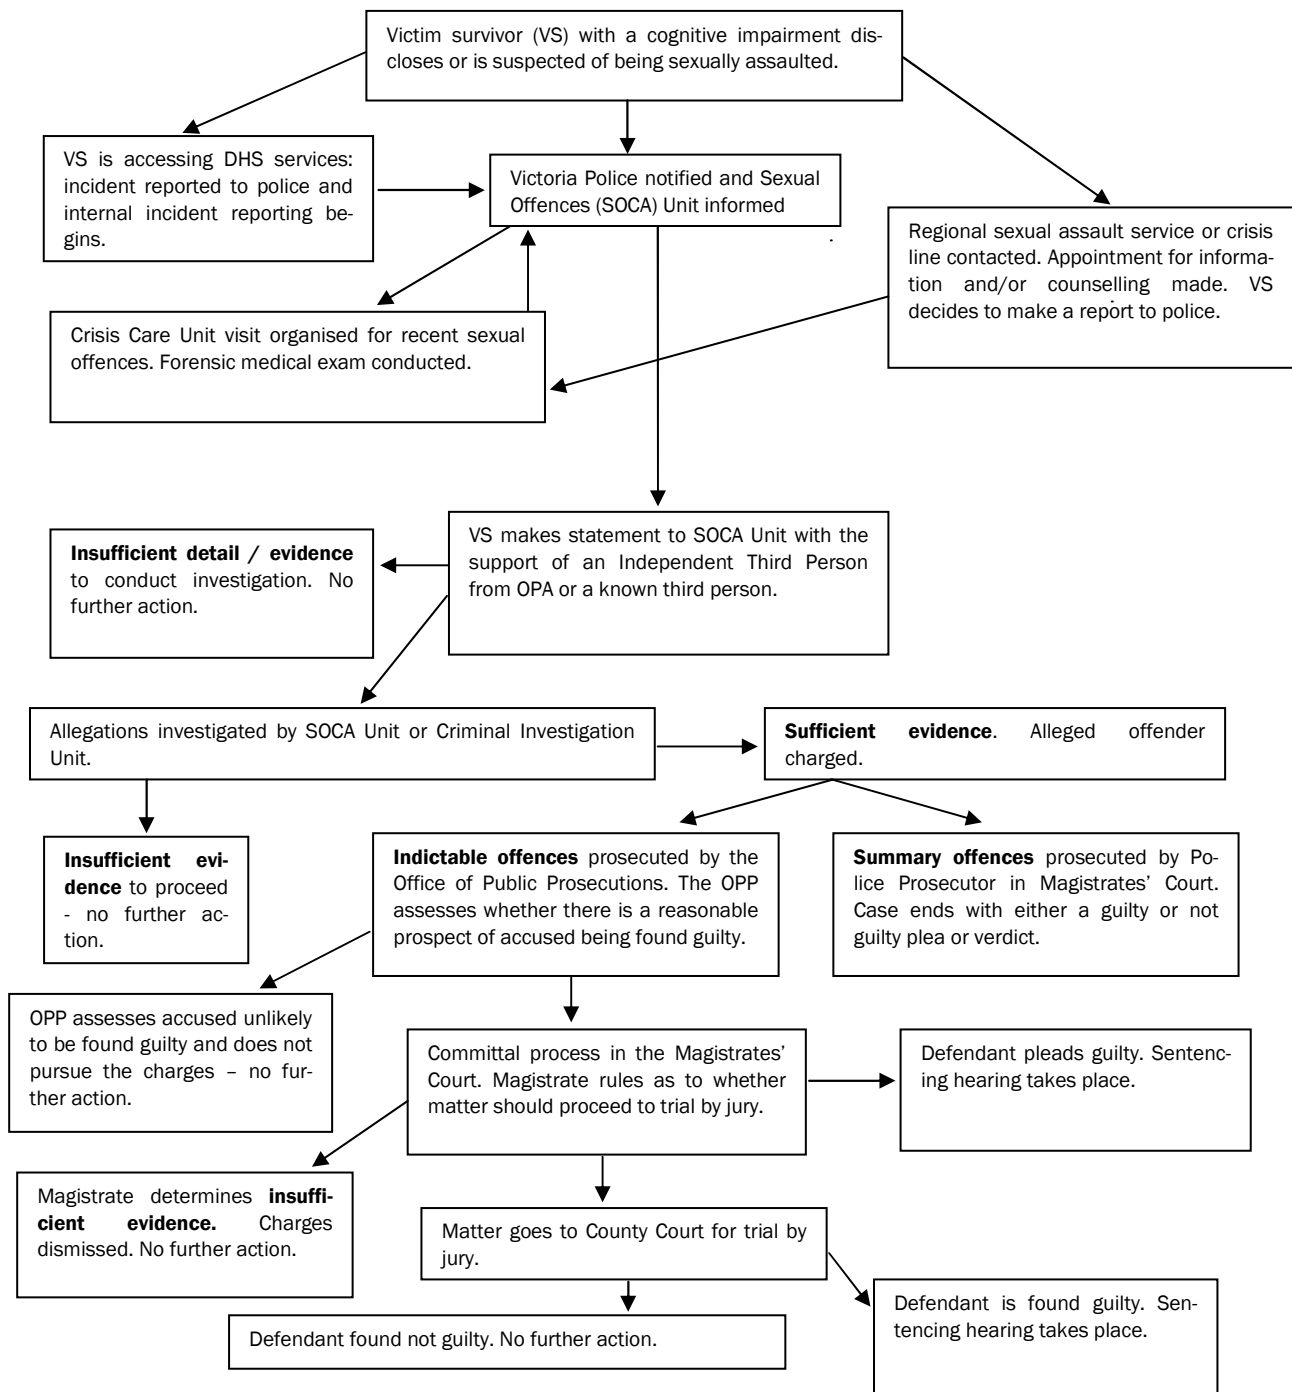 Victim survivor (VS) with a cognitive impairment dis-
closes or is suspected of being sexually assaulted.
VS is accessing DHS services:
incident reported to police and
internal incident reporting be-
gins.
Victoria Police notified and Sexual
Offences (SOCA) Unit informed
Regional sexual assault service or crisis
line contacted. Appointment for informa-
tion and/or counselling made. VS
decides to make a report to police.
Crisis Care Unit visit organised for recent sexual
offences. Forensic medical exam conducted.
VS makes statement to SOCA Unit with the
support of an Independent Third Person
from OPA or a known third person.
Insufficient detail / evidence
to conduct investigation. No
further action.
Allegations investigated by SOCA Unit or Criminal Investigation
Unit.
Sufficient evidence. Alleged offender
charged.
Insufficient evi-
dence to proceed
- no further ac-
tion.
Indictable offences prosecuted by the
Office of Public Prosecutions. The OPP
assesses whether there is a reasonable
prospect of accused being found guilty.
Summary offences prosecuted by Po-
lice Prosecutor in Magistrates’ Court.
Case ends with either a guilty or not
guilty plea or verdict.
OPP assesses accused unlikely
to be found guilty and does not
pursue the charges – no fur-
ther action.
Committal process in the Magistrates’
Court. Magistrate rules as to whether
matter should proceed to trial by jury.
Defendant pleads guilty. Sentenc-
ing hearing takes place.
Magistrate determines insuffi-
cient evidence. Charges
dismissed. No further action.
Matter goes to County Court for trial by
jury.
Defendant is found guilty. Sen-
tencing hearing takes place.
Defendant found not guilty. No further action.